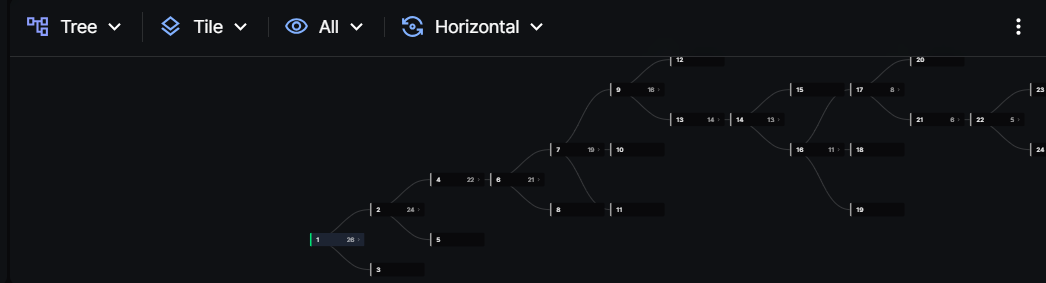 Tree Tile All Horizontal
12 20
9 16 › 15 17 8 › 23
13 14 › 14 13 › 21 6 › 22 5 ›
7 19 › 10 16 11 › 18 24
4 22 › 6 21 ›
2 24 › 8 11 19
1 26 › 5
3